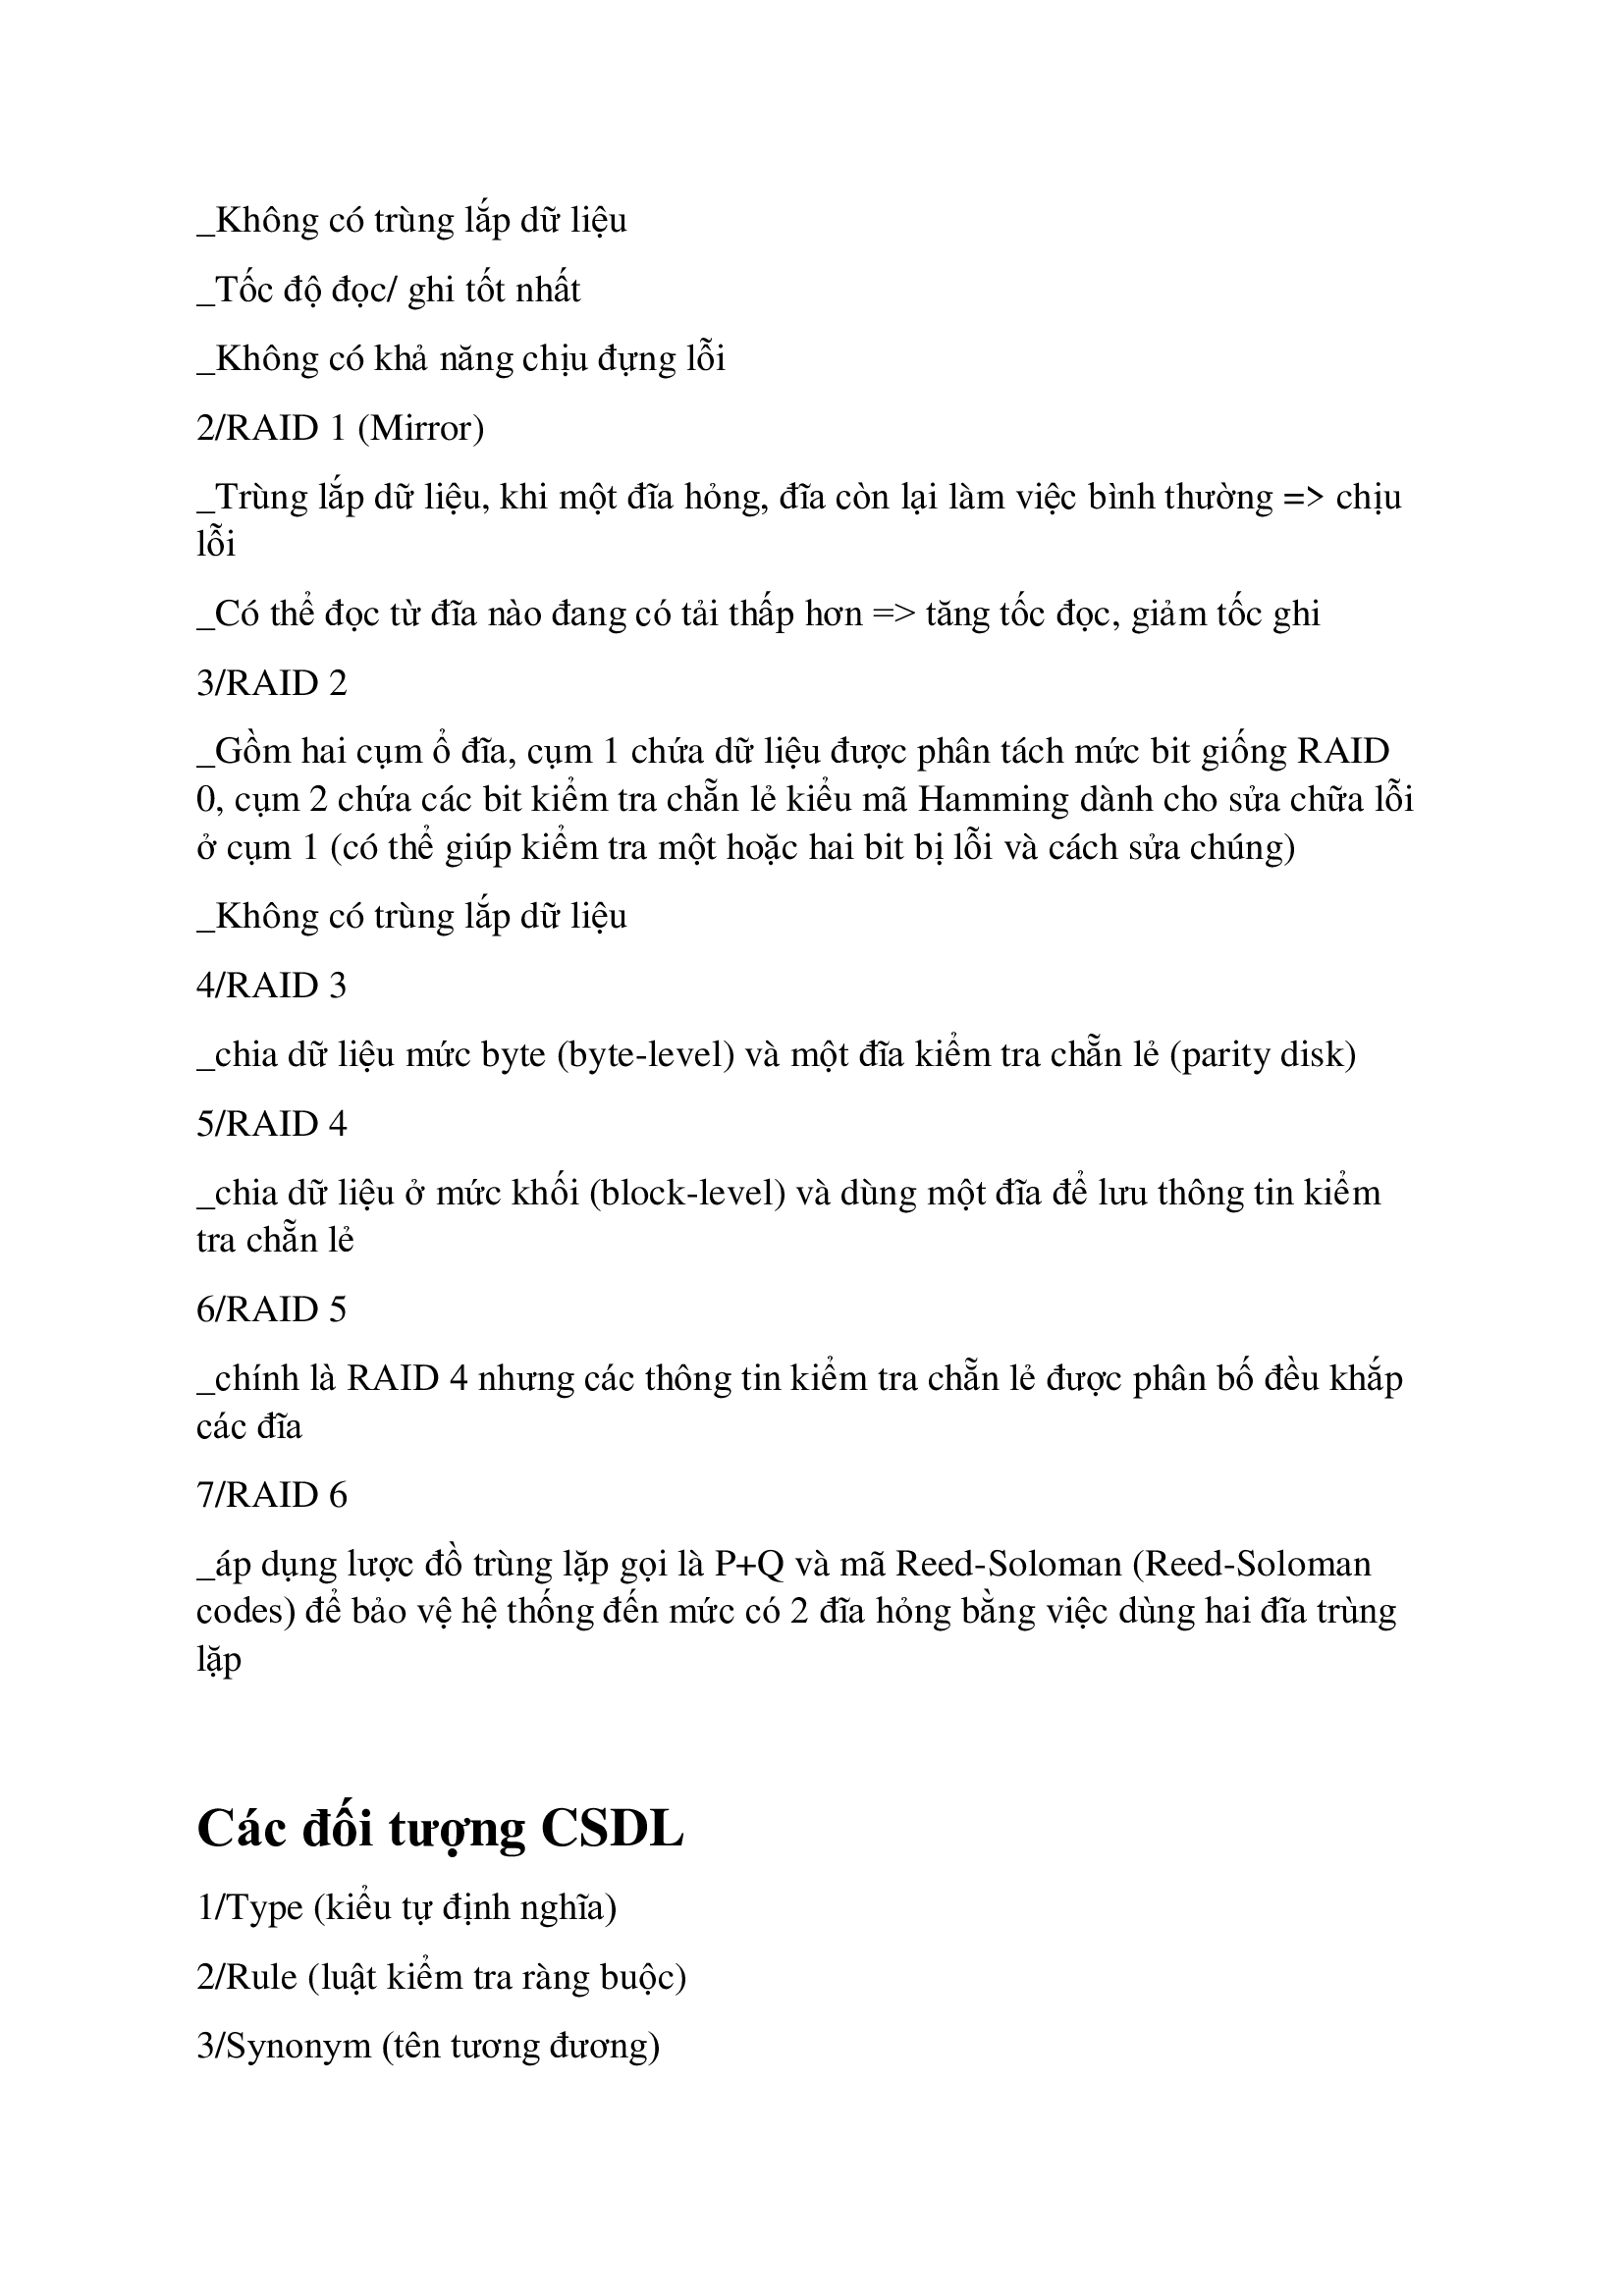 _Không có trùng lắp dữ liệu
_Tốc độ đọc/ ghi tốt nhất
_Không có khả năng chịu đựng lỗi
2/RAID 1 (Mirror)
_Trùng lắp dữ liệu, khi một đĩa hỏng, đĩa còn lại làm việc bình thường => chịu
lỗi
_Có thể đọc từ đĩa nào đang có tải thấp hơn => tăng tốc đọc, giảm tốc ghi
3/RAID 2
_Gồm hai cụm ổ đĩa, cụm 1 chứa dữ liệu được phân tách mức bit giống RAID
0, cụm 2 chứa các bit kiểm tra chẵn lẻ kiểu mã Hamming dành cho sửa chữa lỗi
ở cụm 1 (có thể giúp kiểm tra một hoặc hai bit bị lỗi và cách sửa chúng)
_Không có trùng lắp dữ liệu
4/RAID 3
_chia dữ liệu mức byte (byte-level) và một đĩa kiểm tra chẵn lẻ (parity disk)
5/RAID 4
_chia dữ liệu ở mức khối (block-level) và dùng một đĩa để lưu thông tin kiểm
tra chẵn lẻ
6/RAID 5
_chính là RAID 4 nhưng các thông tin kiểm tra chẵn lẻ được phân bố đều khắp
các đĩa
7/RAID 6
_áp dụng lược đồ trùng lặp gọi là P+Q và mã Reed-Soloman (Reed-Soloman
codes) để bảo vệ hệ thống đến mức có 2 đĩa hỏng bằng việc dùng hai đĩa trùng
lặp
Các đối tượng CSDL
1/Type (kiểu tự định nghĩa)
2/Rule (luật kiểm tra ràng buộc)
3/Synonym (tên tương đương)